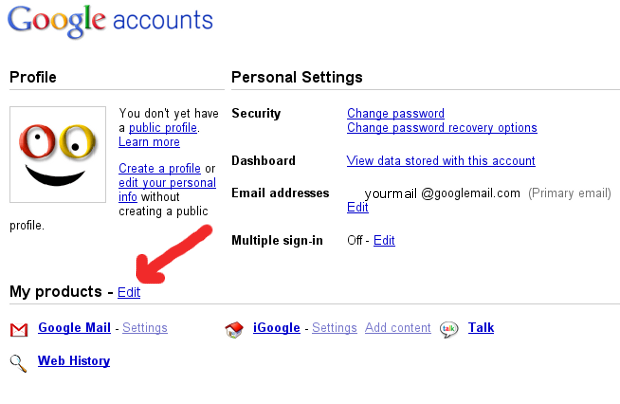 Google accounts
Profile
Personal Settings
You don't yet have
a public profile.
Learn more
Create a profile or
edit your personal
info without
creating a public
profile.
Security
Change password
Change password recovery options
Dashboard
View data stored with this account
Email addresses
yourmail @googlemail.com (Primary email)
Edit
Multiple sign-in
Off - Edit
My products - Edit
Google Mail - Settings
iGoogle - Settings Add content
talk
Talk
Web History